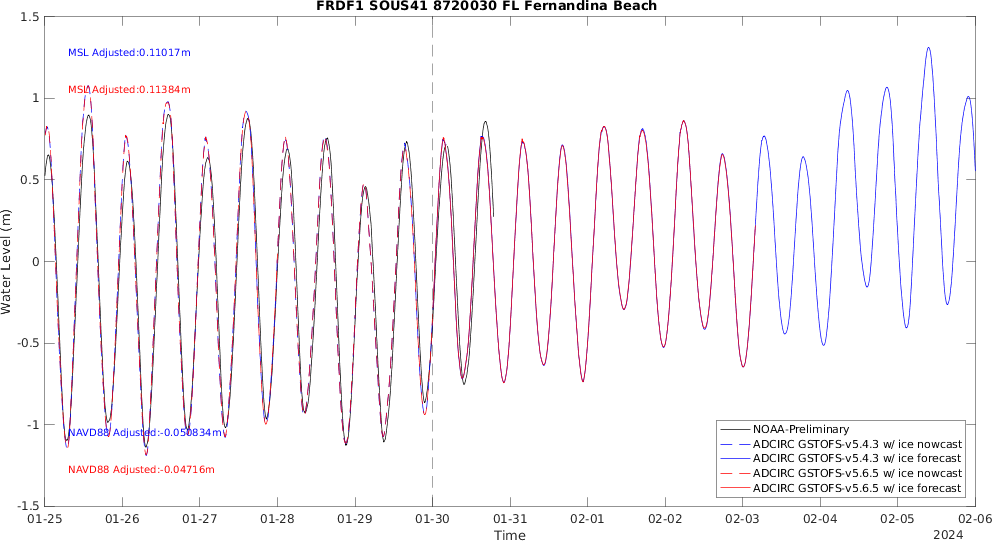 FRDF1 SOUS41 8720030 FL Fernandina Beach
1.5
MSL Adjusted:0.11017m
1
MSL Adjusted:0.11384m
0.5
0
-0.5
-1
NAVD88 Adjusted:-0.050834m
NAVD88 Adjusted:-0.04716m
-1.5
Water Level (m)
NOAA-Preliminary
ADCIRC GSTOFS-v5.4.3 w/ ice nowcast
ADCIRC GSTOFS-v5.4.3 w/ ice forecast
ADCIRC GSTOFS-v5.6.5 w/ ice nowcast
ADCIRC GSTOFS-v5.6.5 w/ ice forecast
01-25 01-26 01-27 01-28 01-29 01-30 01-31 02-01 02-02 02-03 02-04 02-05 02-06
Time
2024